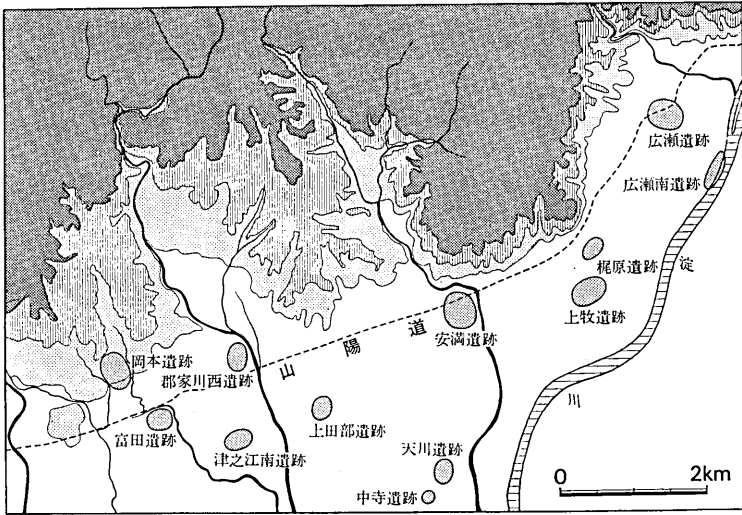 広瀬遺跡
広瀬南遺跡
梶原遺跡
淀川
上牧遺跡
安満遺跡
山陽道
岡本遺跡
郡家川西遺跡
富田遺跡
津之江南遺跡
上田部遺跡
天川遺跡
中寺遺跡
0 2km